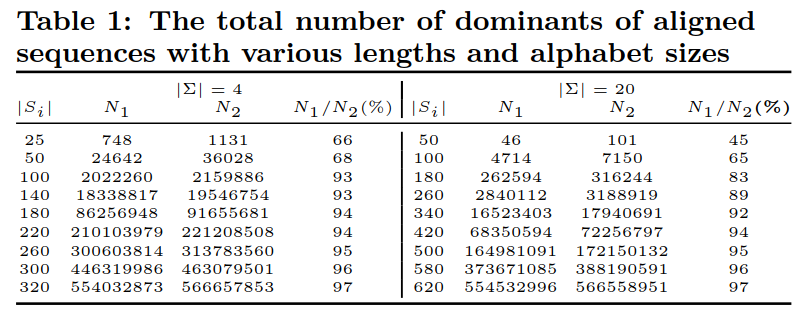 Table 1: The total number of dominants of aligned
sequences with various lengths and alphabet sizes
|Σ| = 4 |Σ| = 20
|S_i| N_1 N_2 N_1/N_2(%) |S_i| N_1 N_2 N_1/N_2(%)
25 748 1131 66 50 46 101 45
50 24642 36028 68 100 4714 7150 65
100 2022260 2159886 93 180 262594 316244 83
140 18338817 19546754 93 260 2840112 3188919 89
180 86256948 91655681 94 340 16523403 17940691 92
220 210103979 221208508 94 420 68350594 72256797 94
260 300603814 313783560 95 500 164981091 172150132 95
300 446319986 463079501 96 580 373671085 388190591 96
320 554032873 566657853 97 620 554532996 566558951 97